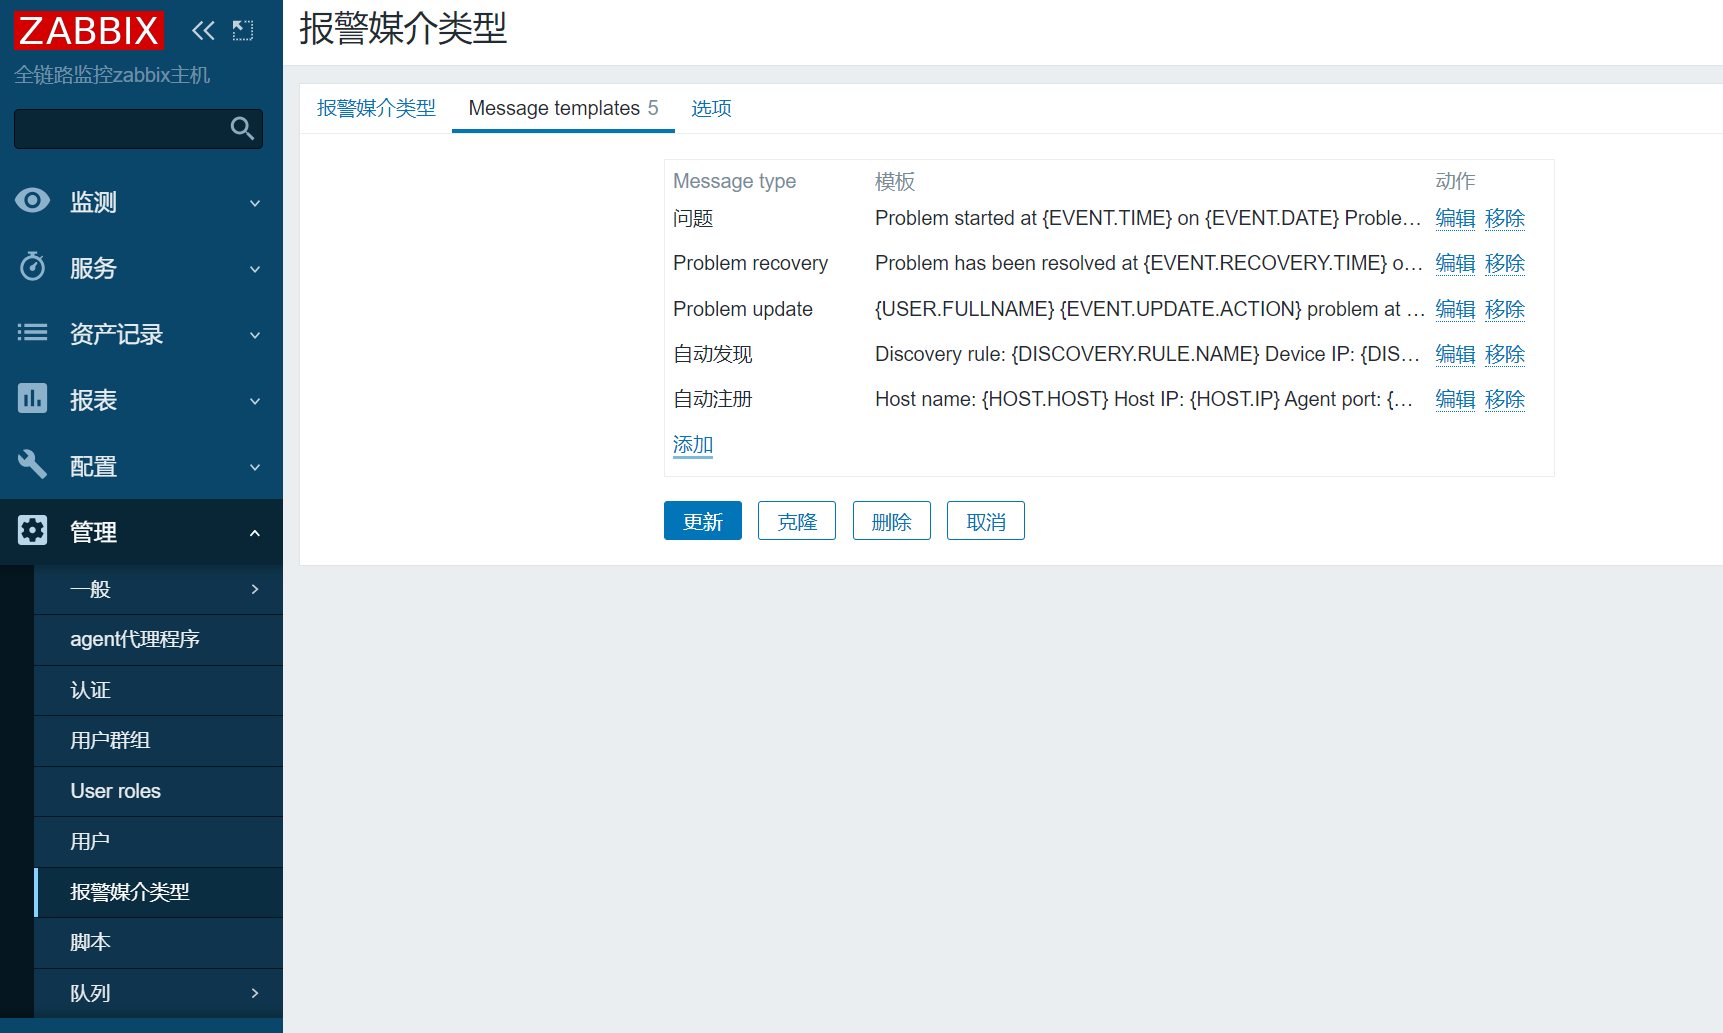 ZABBIX
全链路监控zabbix主机
监测
服务
资产记录
报表
配置
管理
一般
agent代理程序
认证
用户群组
User roles
用户
报警媒介类型
脚本
队列
报警媒介类型
报警媒介类型 Message templates 5 选项
Message type 模板 动作
问题 Problem started at {EVENT.TIME} on {EVENT.DATE} Proble… 编辑 移除
Problem recovery Problem has been resolved at {EVENT.RECOVERY.TIME} o… 编辑 移除
Problem update {USER.FULLNAME} {EVENT.UPDATE.ACTION} problem at … 编辑 移除
自动发现 Discovery rule: {DISCOVERY.RULE.NAME} Device IP: {DIS… 编辑 移除
自动注册 Host name: {HOST.HOST} Host IP: {HOST.IP} Agent port: {… 编辑 移除
添加
更新 克隆 删除 取消